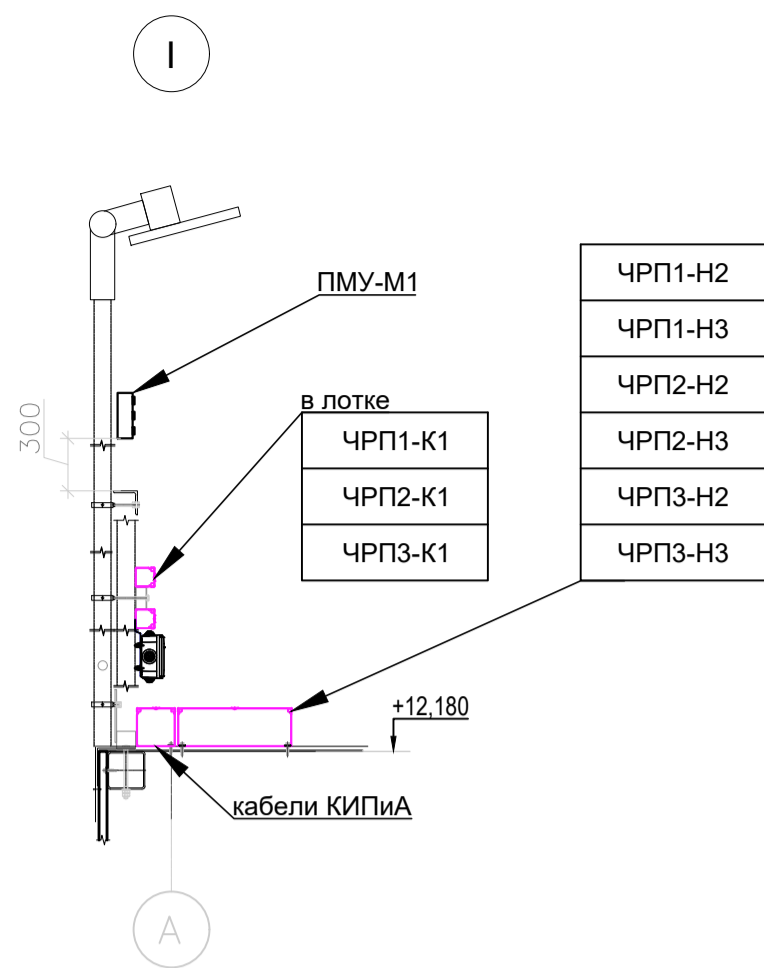 I
ПМУ-М1
300
в лотке
ЧРП1-К1
ЧРП2-К1
ЧРП3-К1
ЧРП1-Н2
ЧРП1-Н3
ЧРП2-Н2
ЧРП2-Н3
ЧРП3-Н2
ЧРП3-Н3
+12,180
кабели КИПиА
А